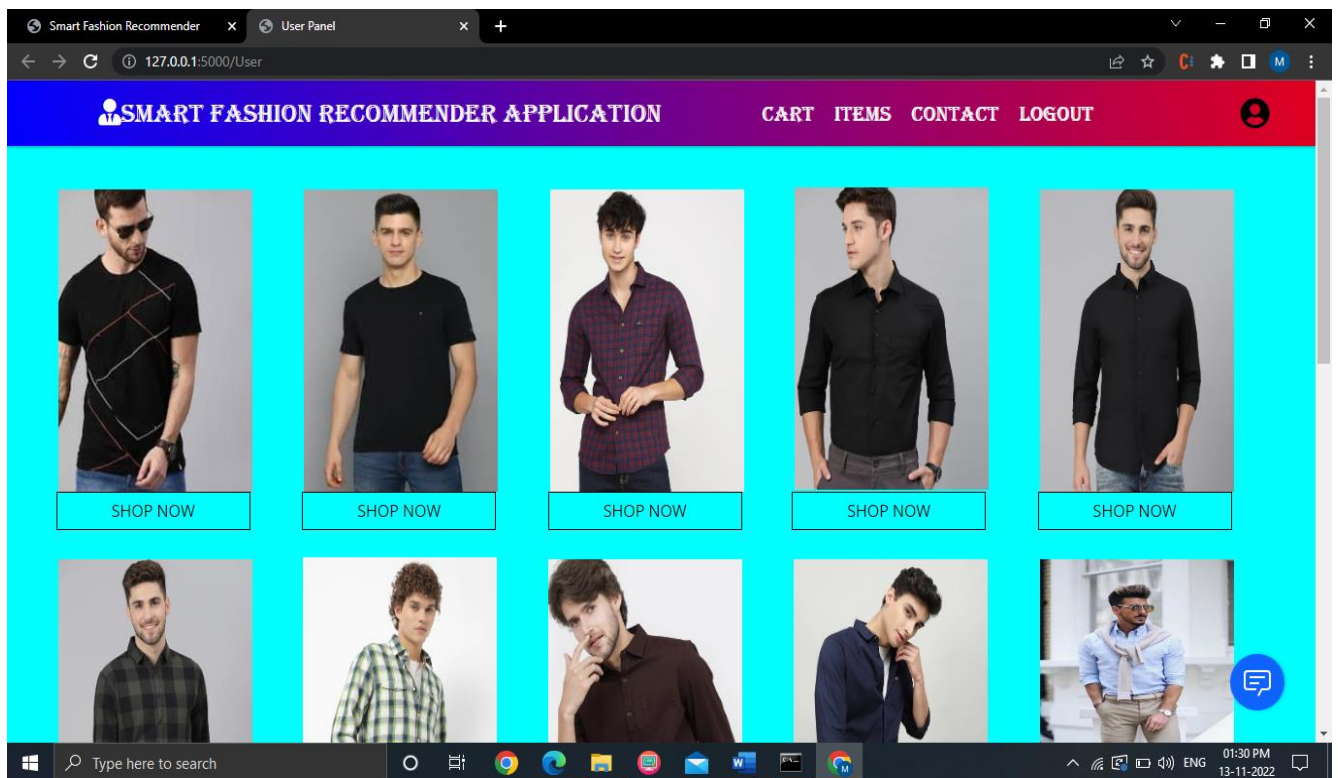 Smart Fashion Recommender
User Panel
127.0.0.1:5000/User
M
SMART FASHION RECOMMENDER APPLICATION
CART ITEMS CONTACT LOGOUT
SHOP NOW
SHOP NOW
SHOP NOW
SHOP NOW
SHOP NOW
Type here to search
ENG
01:30 PM
13-11-2022